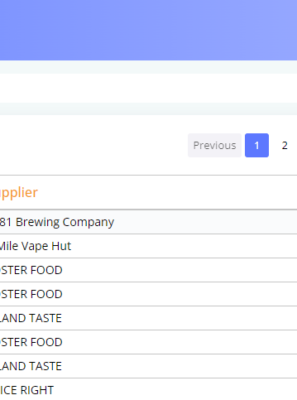 Previous 1 2
pplier
81 Brewing Company
Mile Vape Hut
STER FOOD
STER FOOD
LAND TASTE
STER FOOD
LAND TASTE
ICE RIGHT